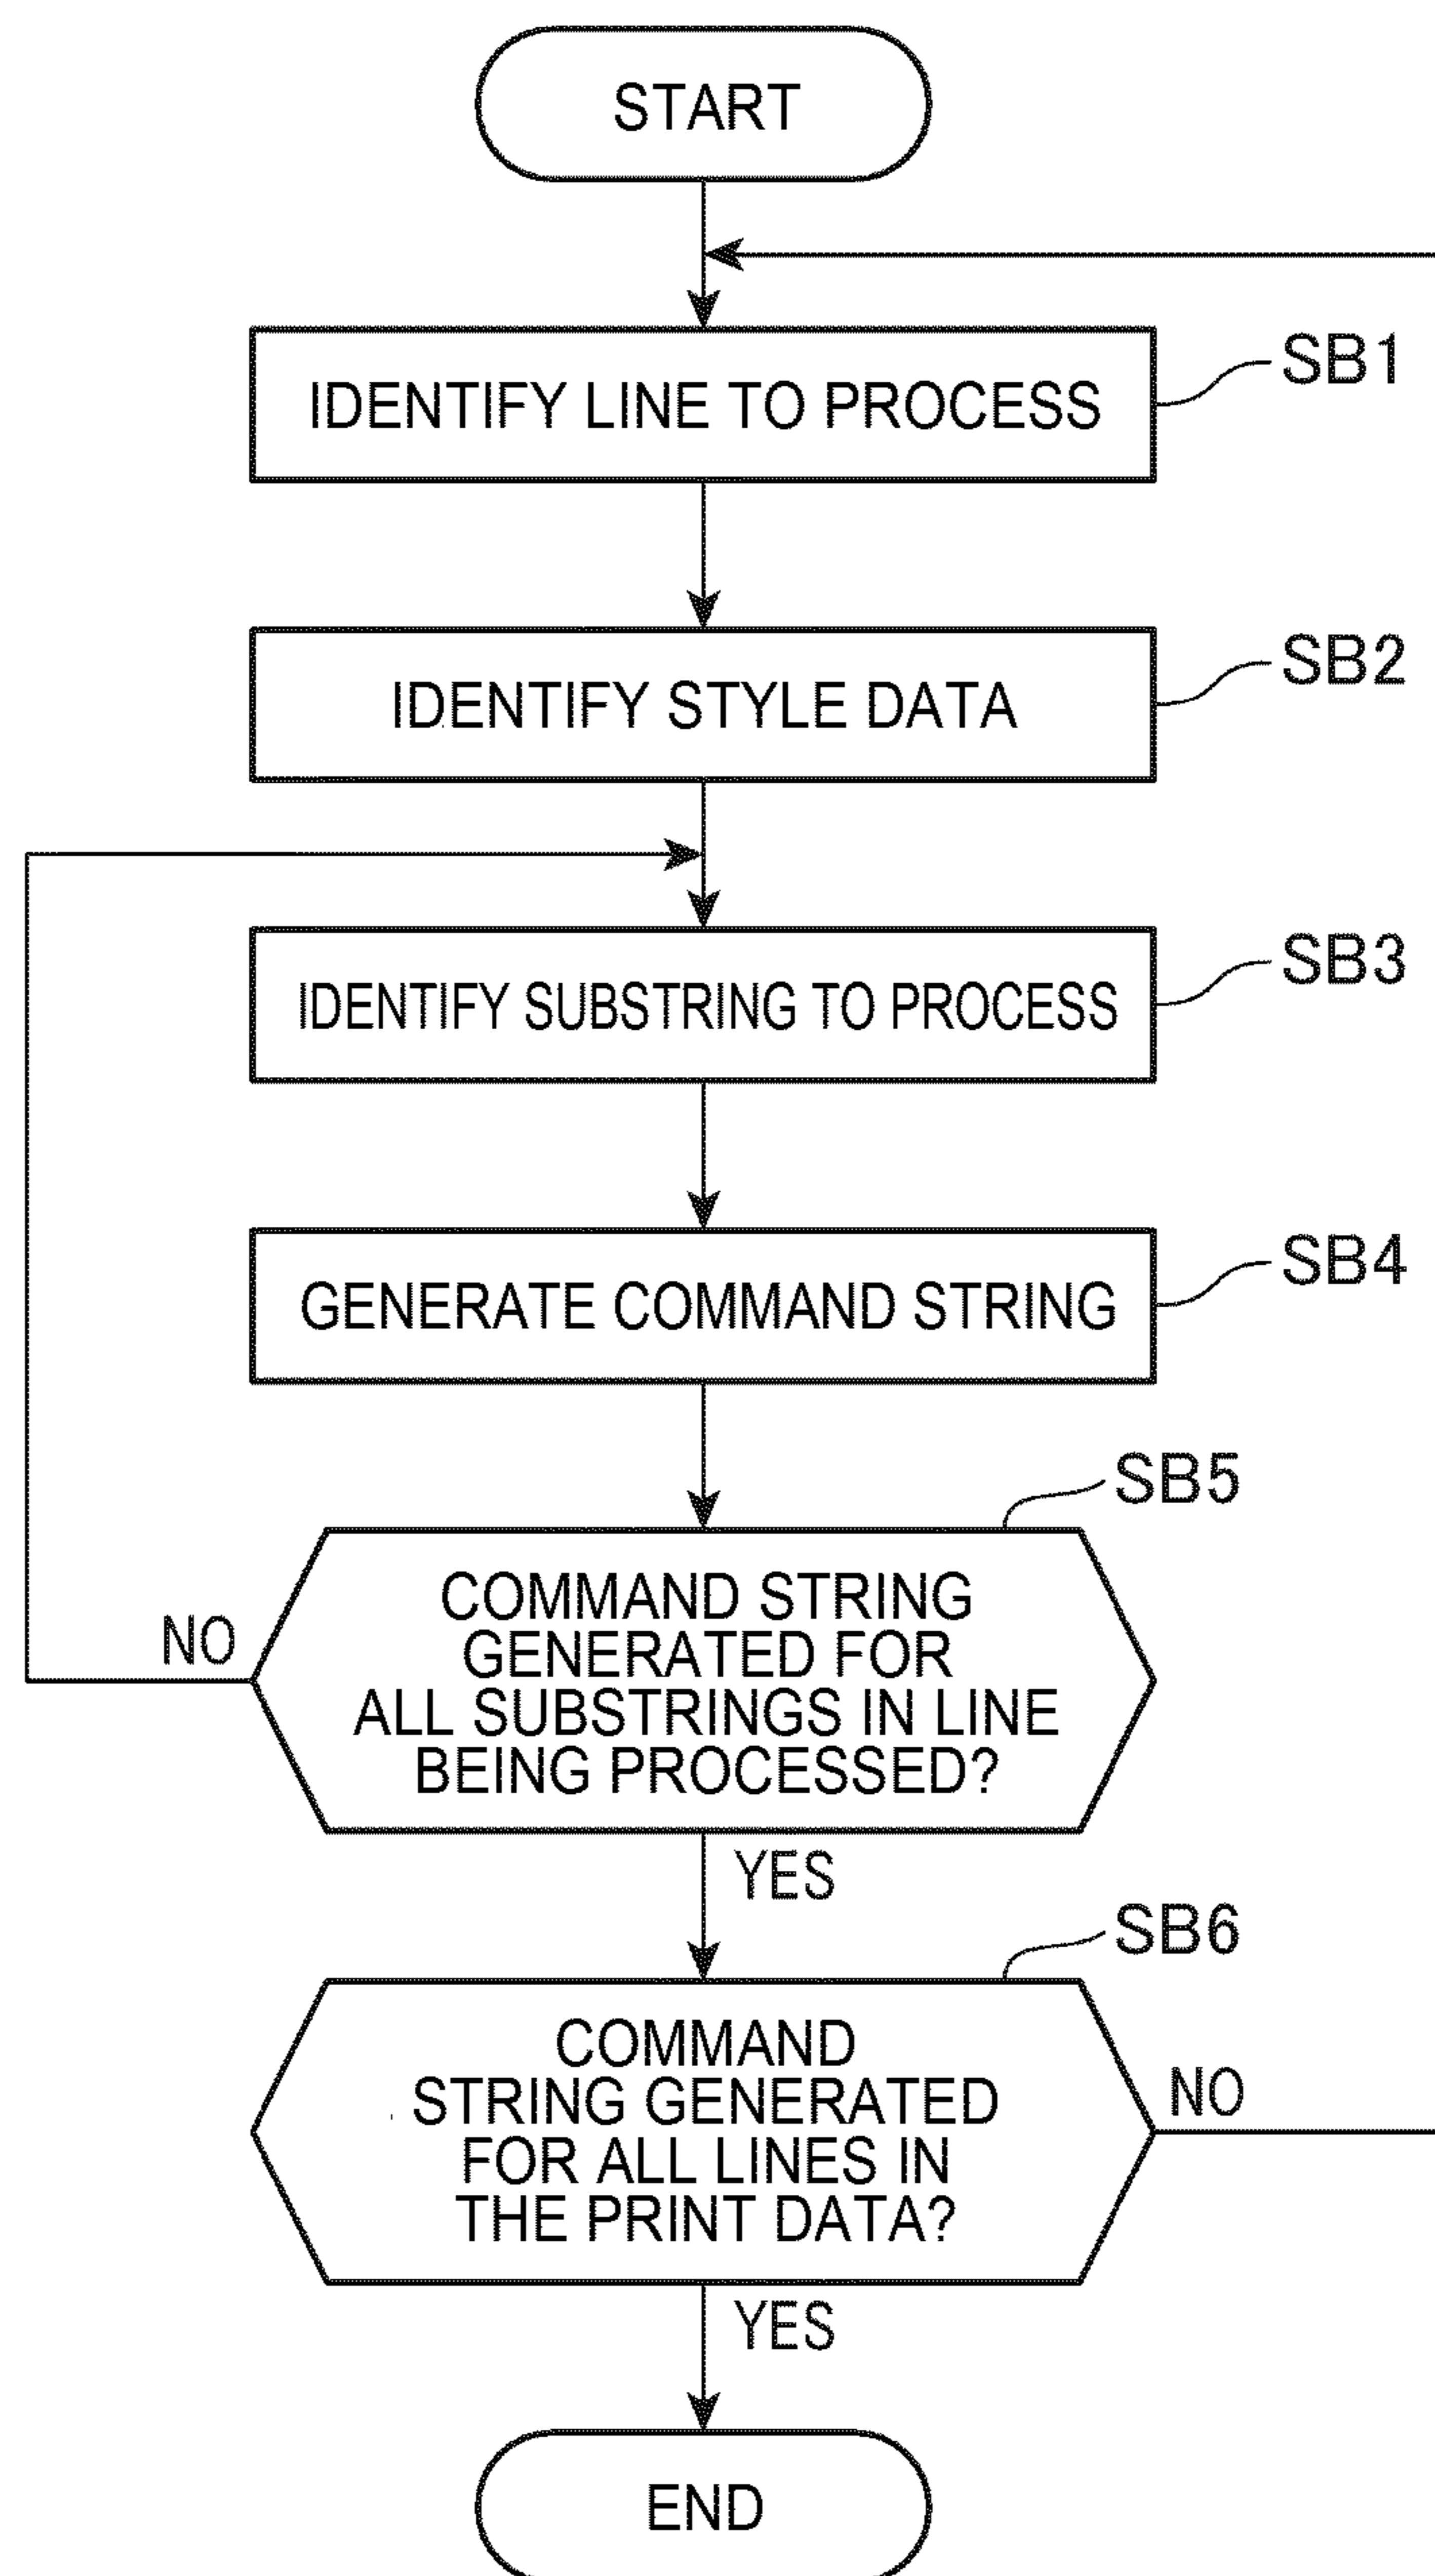 START
IDENTIFY LINE TO PROCESS
SB1
IDENTIFY STYLE DATA
SB2
IDENTIFY SUBSTRING TO PROCESS
SB3
GENERATE COMMAND STRING
SB4
SB5
COMMAND STRING
GENERATED FOR
ALL SUBSTRINGS IN LINE
BEING PROCESSED?
NO
YES
SB6
COMMAND
STRING GENERATED
FOR ALL LINES IN
THE PRINT DATA?
NO
YES
END